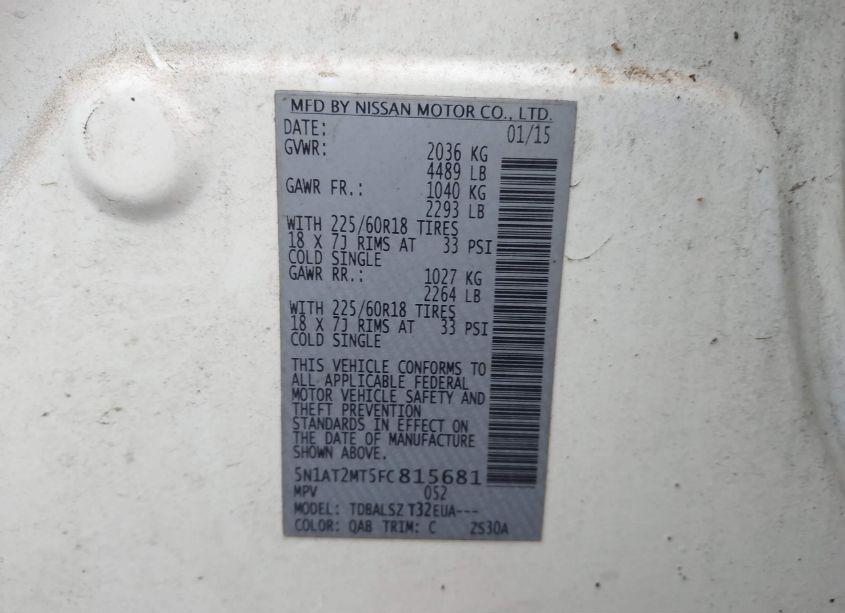 MFD BY NISSAN MOTOR CO., LTD.
DATE: 01/15
GVWR: 2036 KG
4489 LB
GAWR FR.: 1040 KG
2293 LB
WITH 225/60R18 TIRES
18 X 7J RIMS AT 33 PSI
COLD SINGLE
GAWR RR.: 1027 KG
2264 LB
WITH 225/60R18 TIRES
18 X 7J RIMS AT 33 PSI
COLD SINGLE
THIS VEHICLE CONFORMS TO
ALL APPLICABLE FEDERAL
MOTOR VEHICLE SAFETY AND
THEFT PREVENTION
STANDARDS IN EFFECT ON
THE DATE OF MANUFACTURE
SHOWN ABOVE.
5N1AT2MT5FC815681
MPV 052
MODEL: TDBALSZ T32EUA---
COLOR: QAB TRIM: C ZS30A